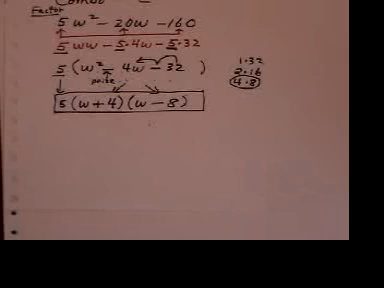 Combo
Factor
5w² - 20w - 160
5ww - 5·4w - 5·32
5(w² - 4w - 32)
1·32
2·16
4·8
5(w + 4)(w - 8)